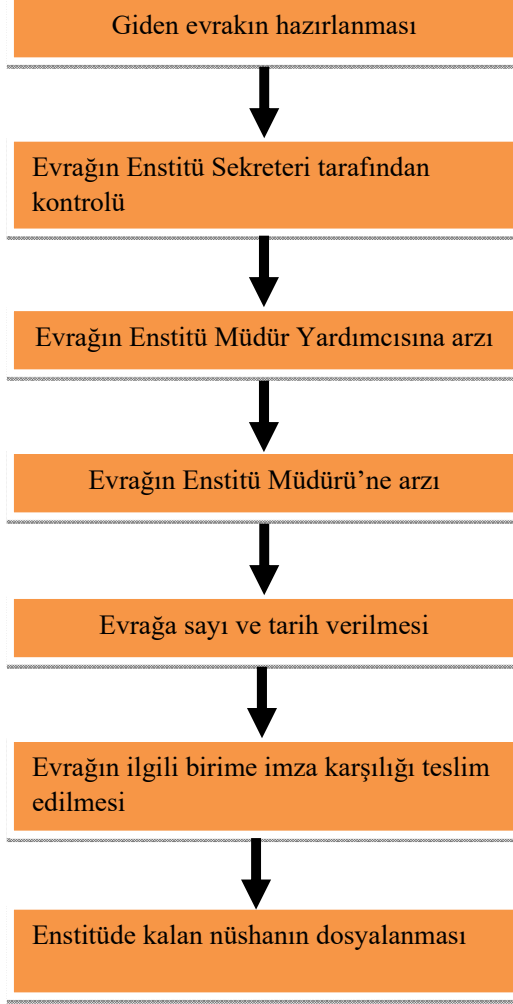 Giden evrakın hazırlanması
Evrağın Enstitü Sekreteri tarafından
kontrolü
Evrağın Enstitü Müdür Yardımcısına arzı
Evrağın Enstitü Müdürü’ne arzı
Evrağa sayı ve tarih verilmesi
Evrağın ilgili birime imza karşılığı teslim
edilmesi
Enstitüde kalan nüshanın dosyalanması